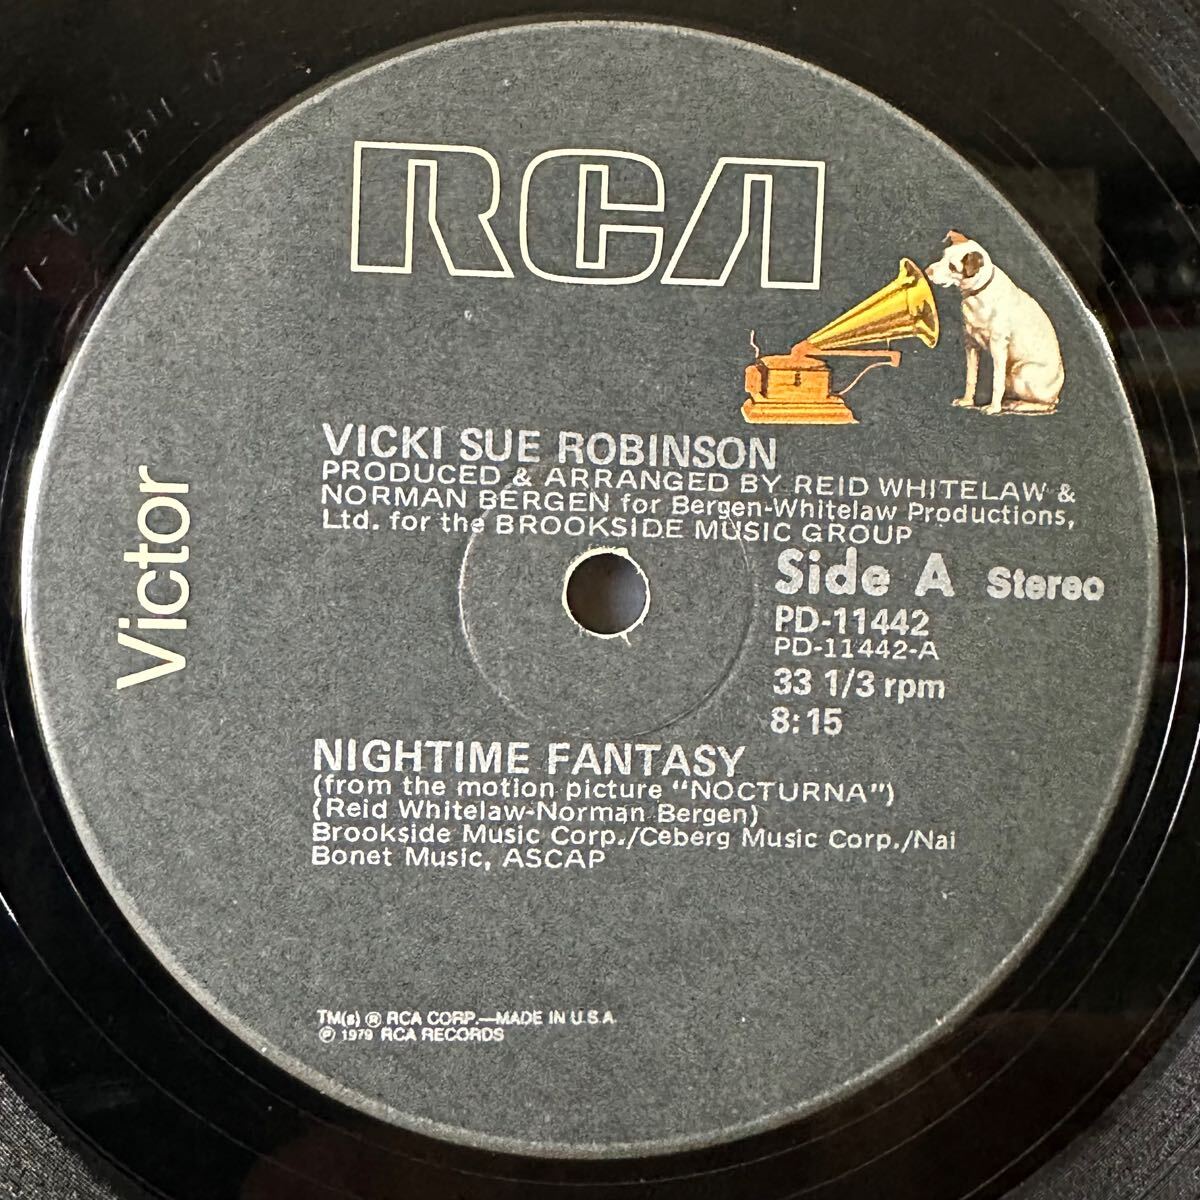 RCA
Victor
VICKI SUE ROBINSON
PRODUCED & ARRANGED BY REID WHITELAW &
NORMAN BERGEN for Bergen-Whitelaw Productions,
Ltd. for the BROOKSIDE MUSIC GROUP
Side A Stereo
PD-11442
PD-11442-A
33 1/3 rpm
8:15
NIGHTIME FANTASY
(from the motion picture "NOCTURNA")
(Reid Whitelaw-Norman Bergen)
Brookside Music Corp./Ceberg Music Corp./Nai
Bonet Music, ASCAP
TM(s) ® RCA CORP.—MADE IN U.S.A.
℗ 1979 RCA RECORDS